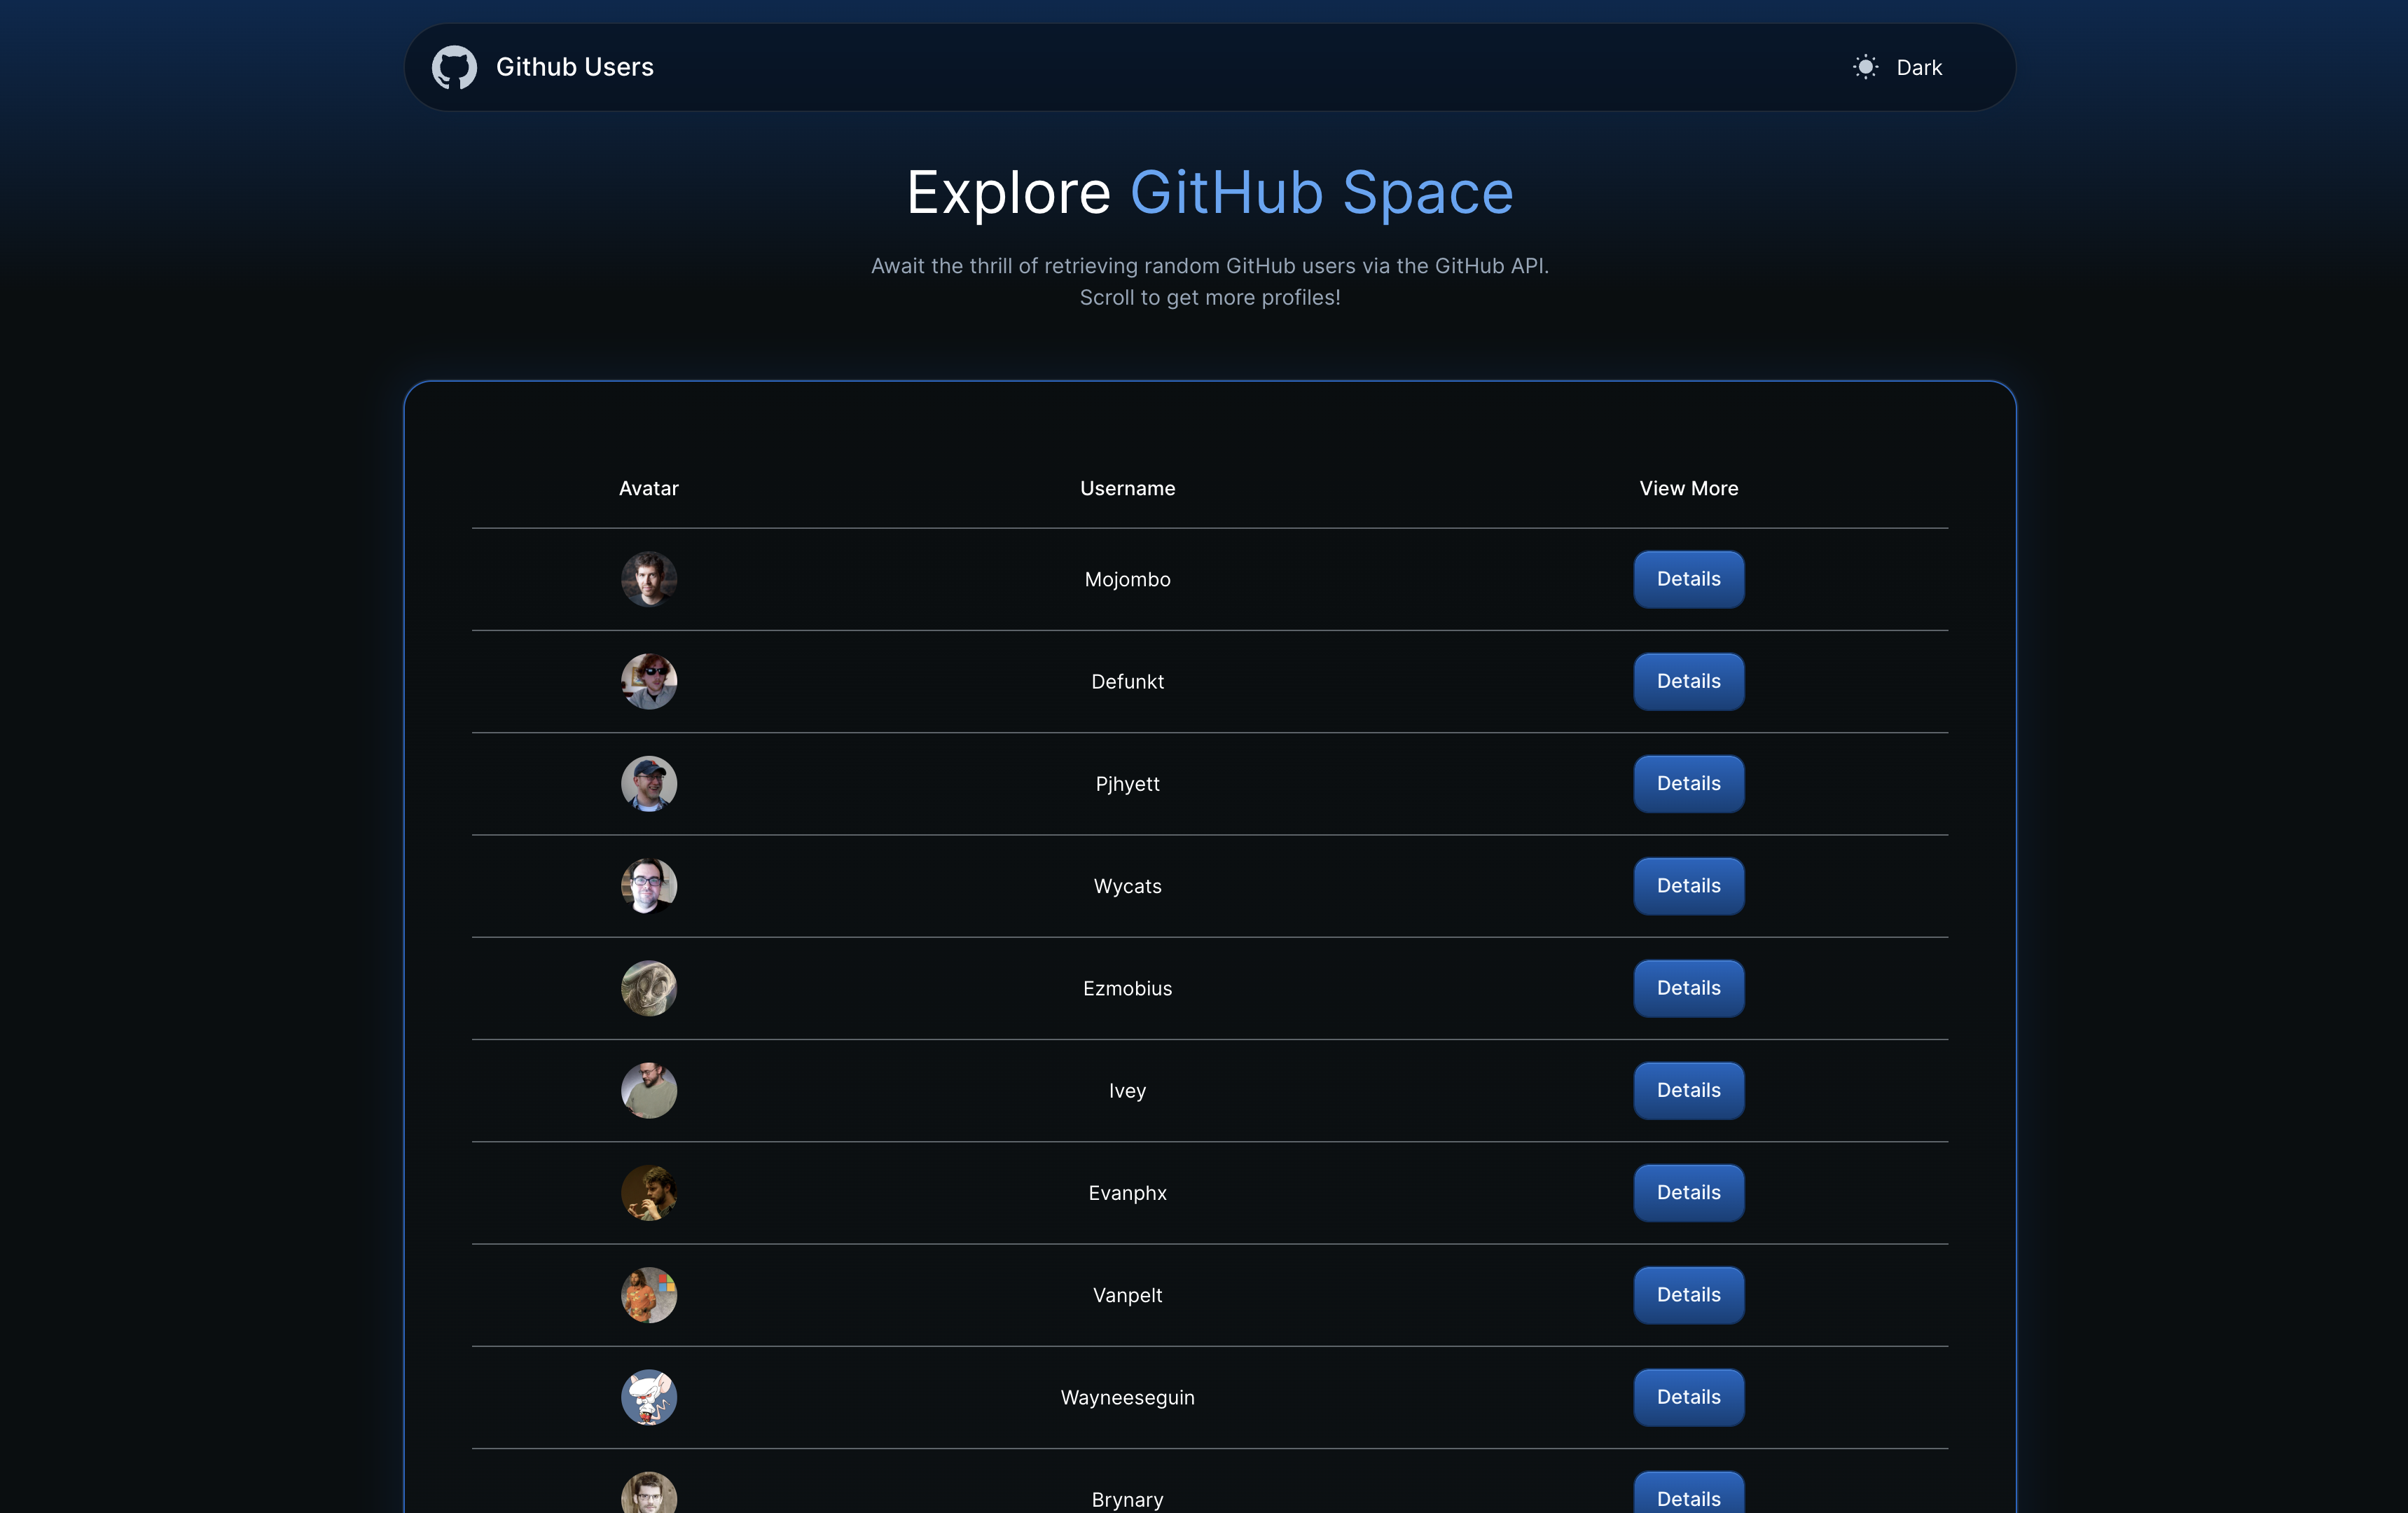 Github Users
Dark
Explore GitHub Space
Await the thrill of retrieving random GitHub users via the GitHub API.
Scroll to get more profiles!
Avatar Username View More
Mojombo Details
Defunkt Details
Pjhyett Details
Wycats Details
Ezmobius Details
Ivey Details
Evanphx Details
Vanpelt Details
Wayneeseguin Details
Brynary Details